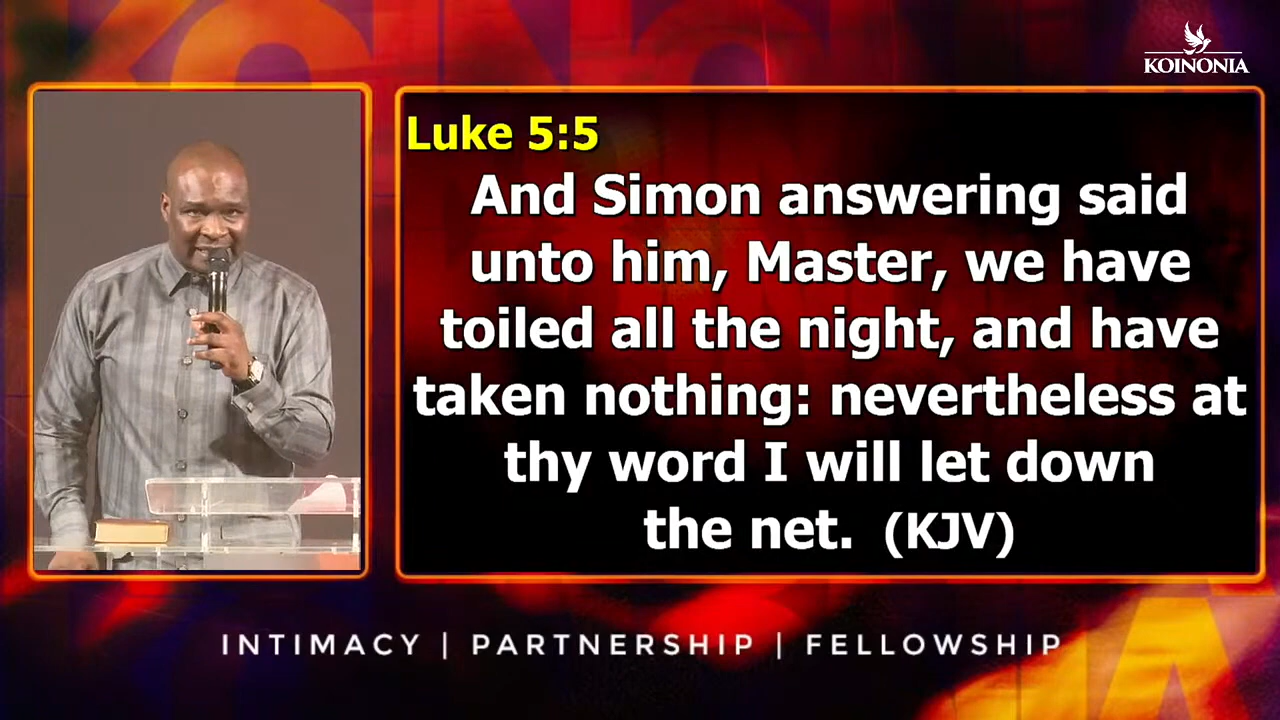 KOINONIA
Luke 5:5
And Simon answering said
unto him, Master, we have
toiled all the night, and have
taken nothing: nevertheless at
thy word I will let down
the net. (KJV)
INTIMACY | PARTNERSHIP | FELLOWSHIP